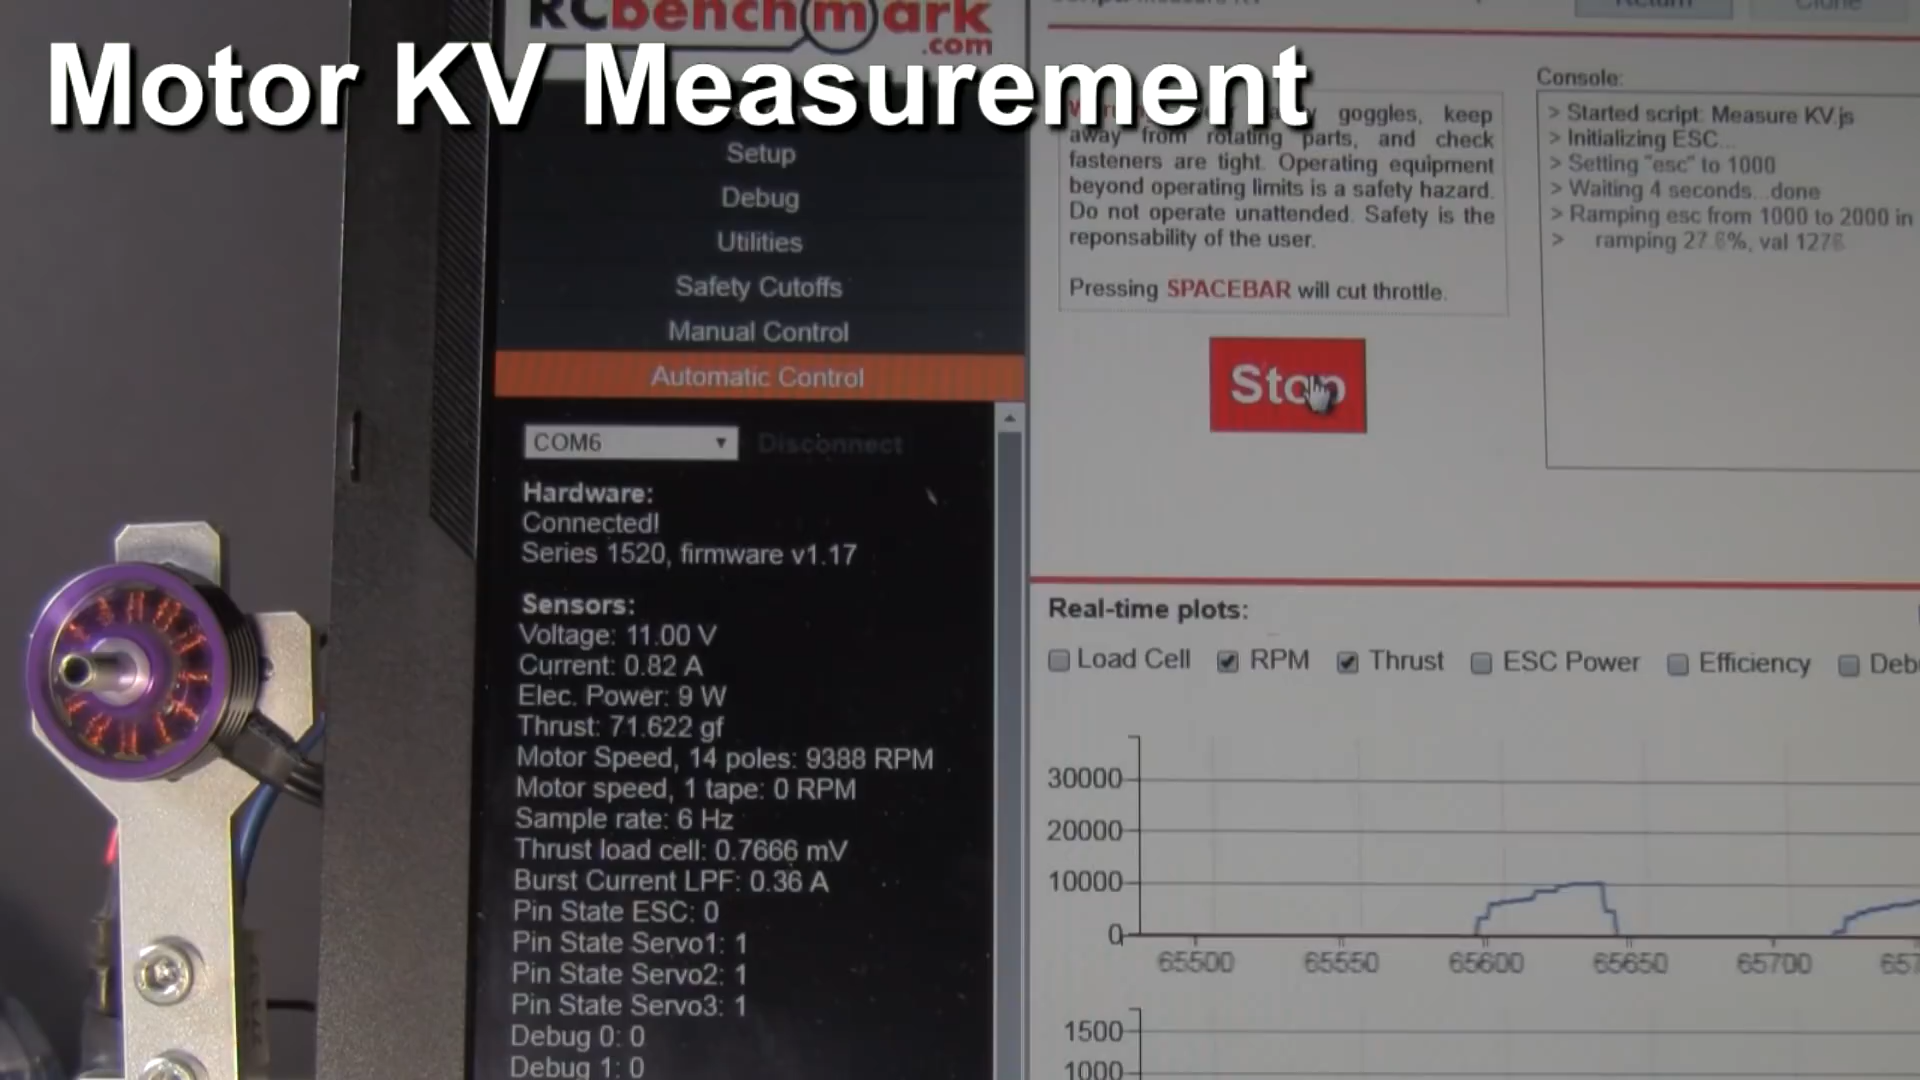 RCbenchmark
.com
Motor KV Measurement
Setup
Debug
Utilities
Safety Cutoffs
Manual Control
Automatic Control
COM6
Disconnect
Hardware:
Connected!
Series 1520, firmware v1.17
Sensors:
Voltage: 11.00 V
Current: 0.82 A
Elec. Power: 9 W
Thrust: 71.622 gf
Motor Speed, 14 poles: 9388 RPM
Motor speed, 1 tape: 0 RPM
Sample rate: 6 Hz
Thrust load cell: 0.7666 mV
Burst Current LPF: 0.36 A
Pin State ESC: 0
Pin State Servo1: 1
Pin State Servo2: 1
Pin State Servo3: 1
Debug 0: 0
Debug 1: 0
goggles, keep
away from rotating parts, and check
fasteners are tight. Operating equipment
beyond operating limits is a safety hazard.
Do not operate unattended. Safety is the
reponsability of the user.
Pressing SPACEBAR will cut throttle.
Stop
Console:
> Started script: Measure KV.js
> Initializing ESC...
> Setting "esc" to 1000
> Waiting 4 seconds...done
> Ramping esc from 1000 to 2000 in
> ramping 27.6%, val 1276
Real-time plots:
Load Cell RPM Thrust ESC Power Efficiency Debu
30000
20000
10000
0
65500 65550 65600 65650 65700 657
1500
1000